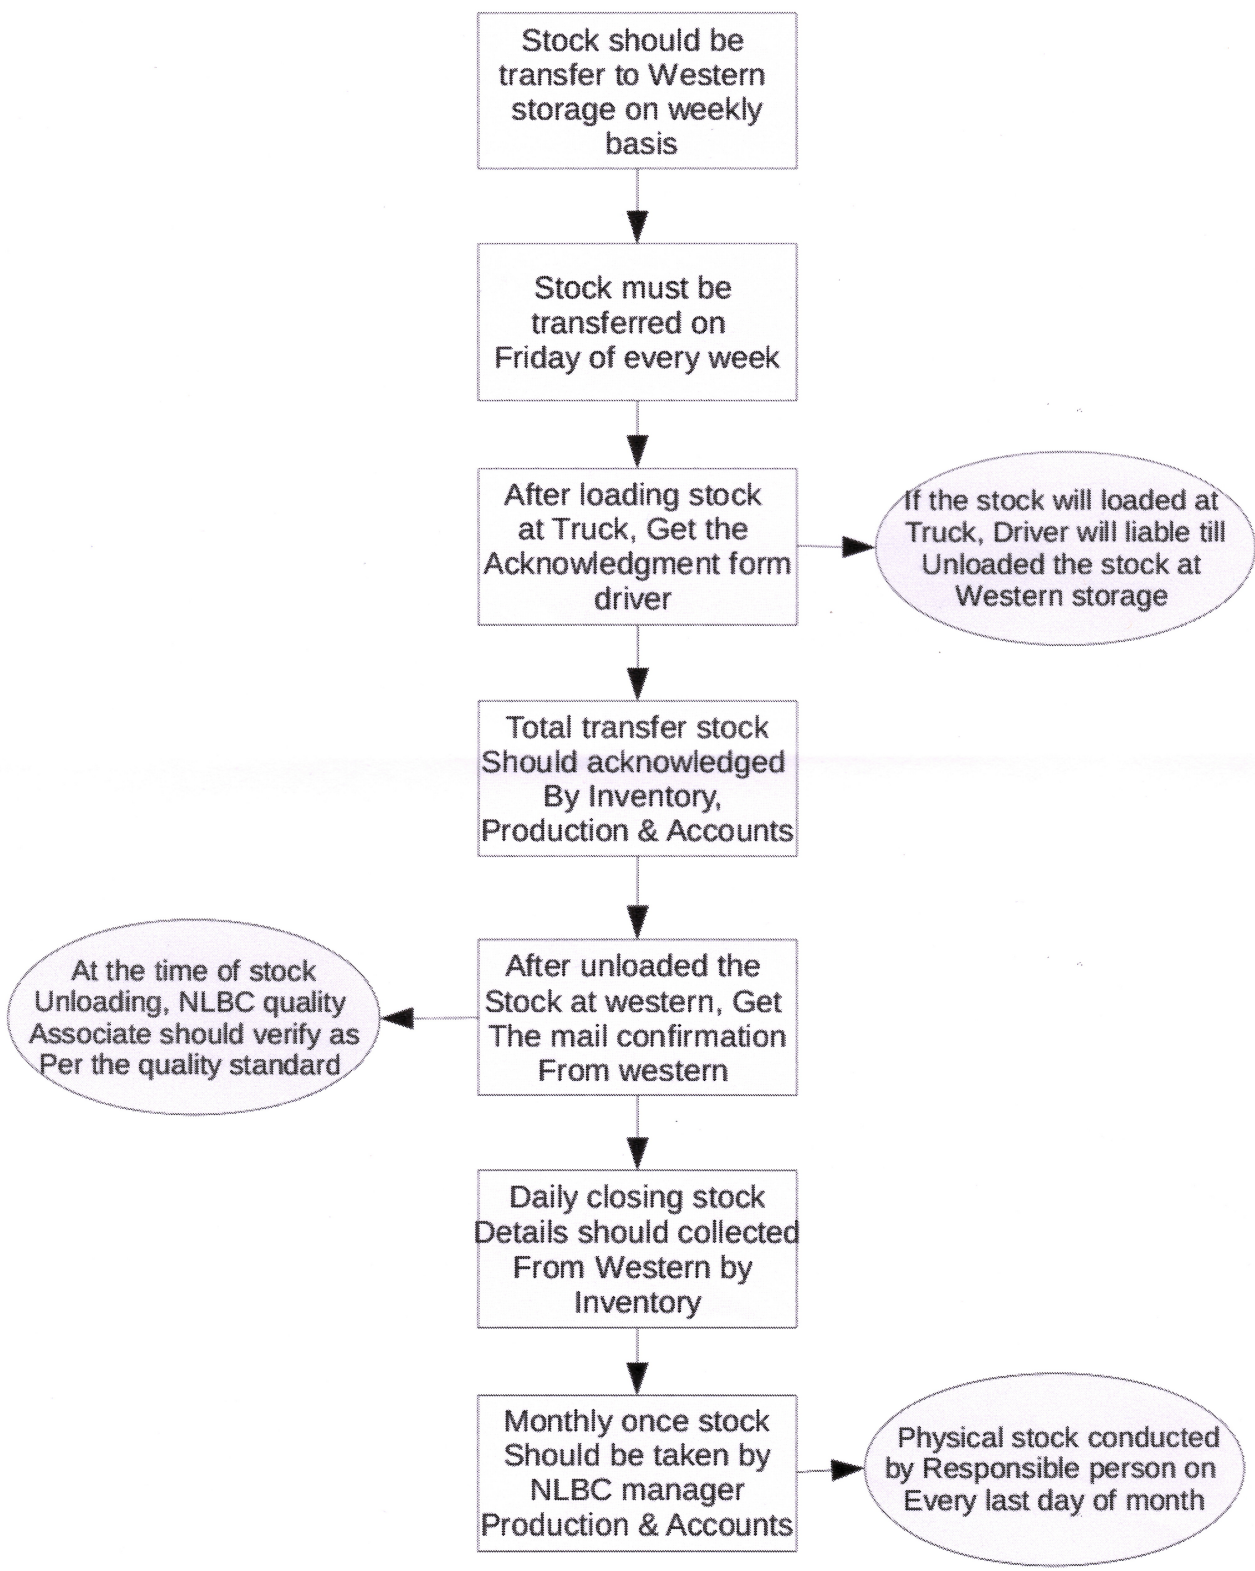 Stock should be
transfer to Western
storage on weekly
basis
Stock must be
transferred on
Friday of every week
After loading stock
at Truck, Get the
Acknowledgment form
driver
If the stock will loaded at
Truck, Driver will liable till
Unloaded the stock at
Western storage
Total transfer stock
Should acknowledged
By Inventory,
Production & Accounts
After unloaded the
Stock at western, Get
The mail confirmation
From western
At the time of stock
Unloading, NLBC quality
Associate should verify as
Per the quality standard
Daily closing stock
Details should collected
From Western by
Inventory
Monthly once stock
Should be taken by
NLBC manager
Production & Accounts
Physical stock conducted
by Responsible person on
Every last day of month